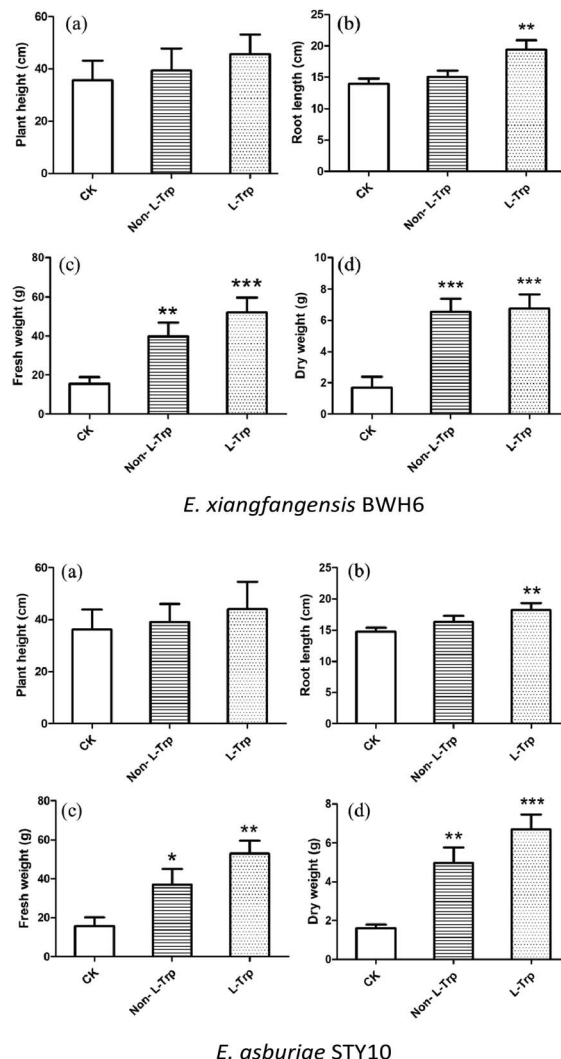 (a)
Plant height (cm)
60
40
20
0
CK
Non- L-Trp
L-Trp
(b)
Root length (cm)
25
20
15
10
5
0
**
CK
Non- L-Trp
L-Trp
(c)
Fresh weight (g)
80
60
40
20
0
**
***
CK
Non- L-Trp
L-Trp
(d)
Dry weight (g)
8
6
4
2
0
***
***
CK
Non- L-Trp
L-Trp
E. xiangfangensis BWH6
(a)
Plant height (cm)
60
40
20
0
CK
Non- L-Trp
L-Trp
(b)
Root length (cm)
25
20
15
10
5
0
**
CK
Non- L-Trp
L-Trp
(c)
Fresh weight (g)
80
60
40
20
0
*
**
CK
Non- L-Trp
L-Trp
(d)
Dry weight (g)
8
6
4
2
0
**
***
CK
Non- L-Trp
L-Trp
E. asburiae STY10